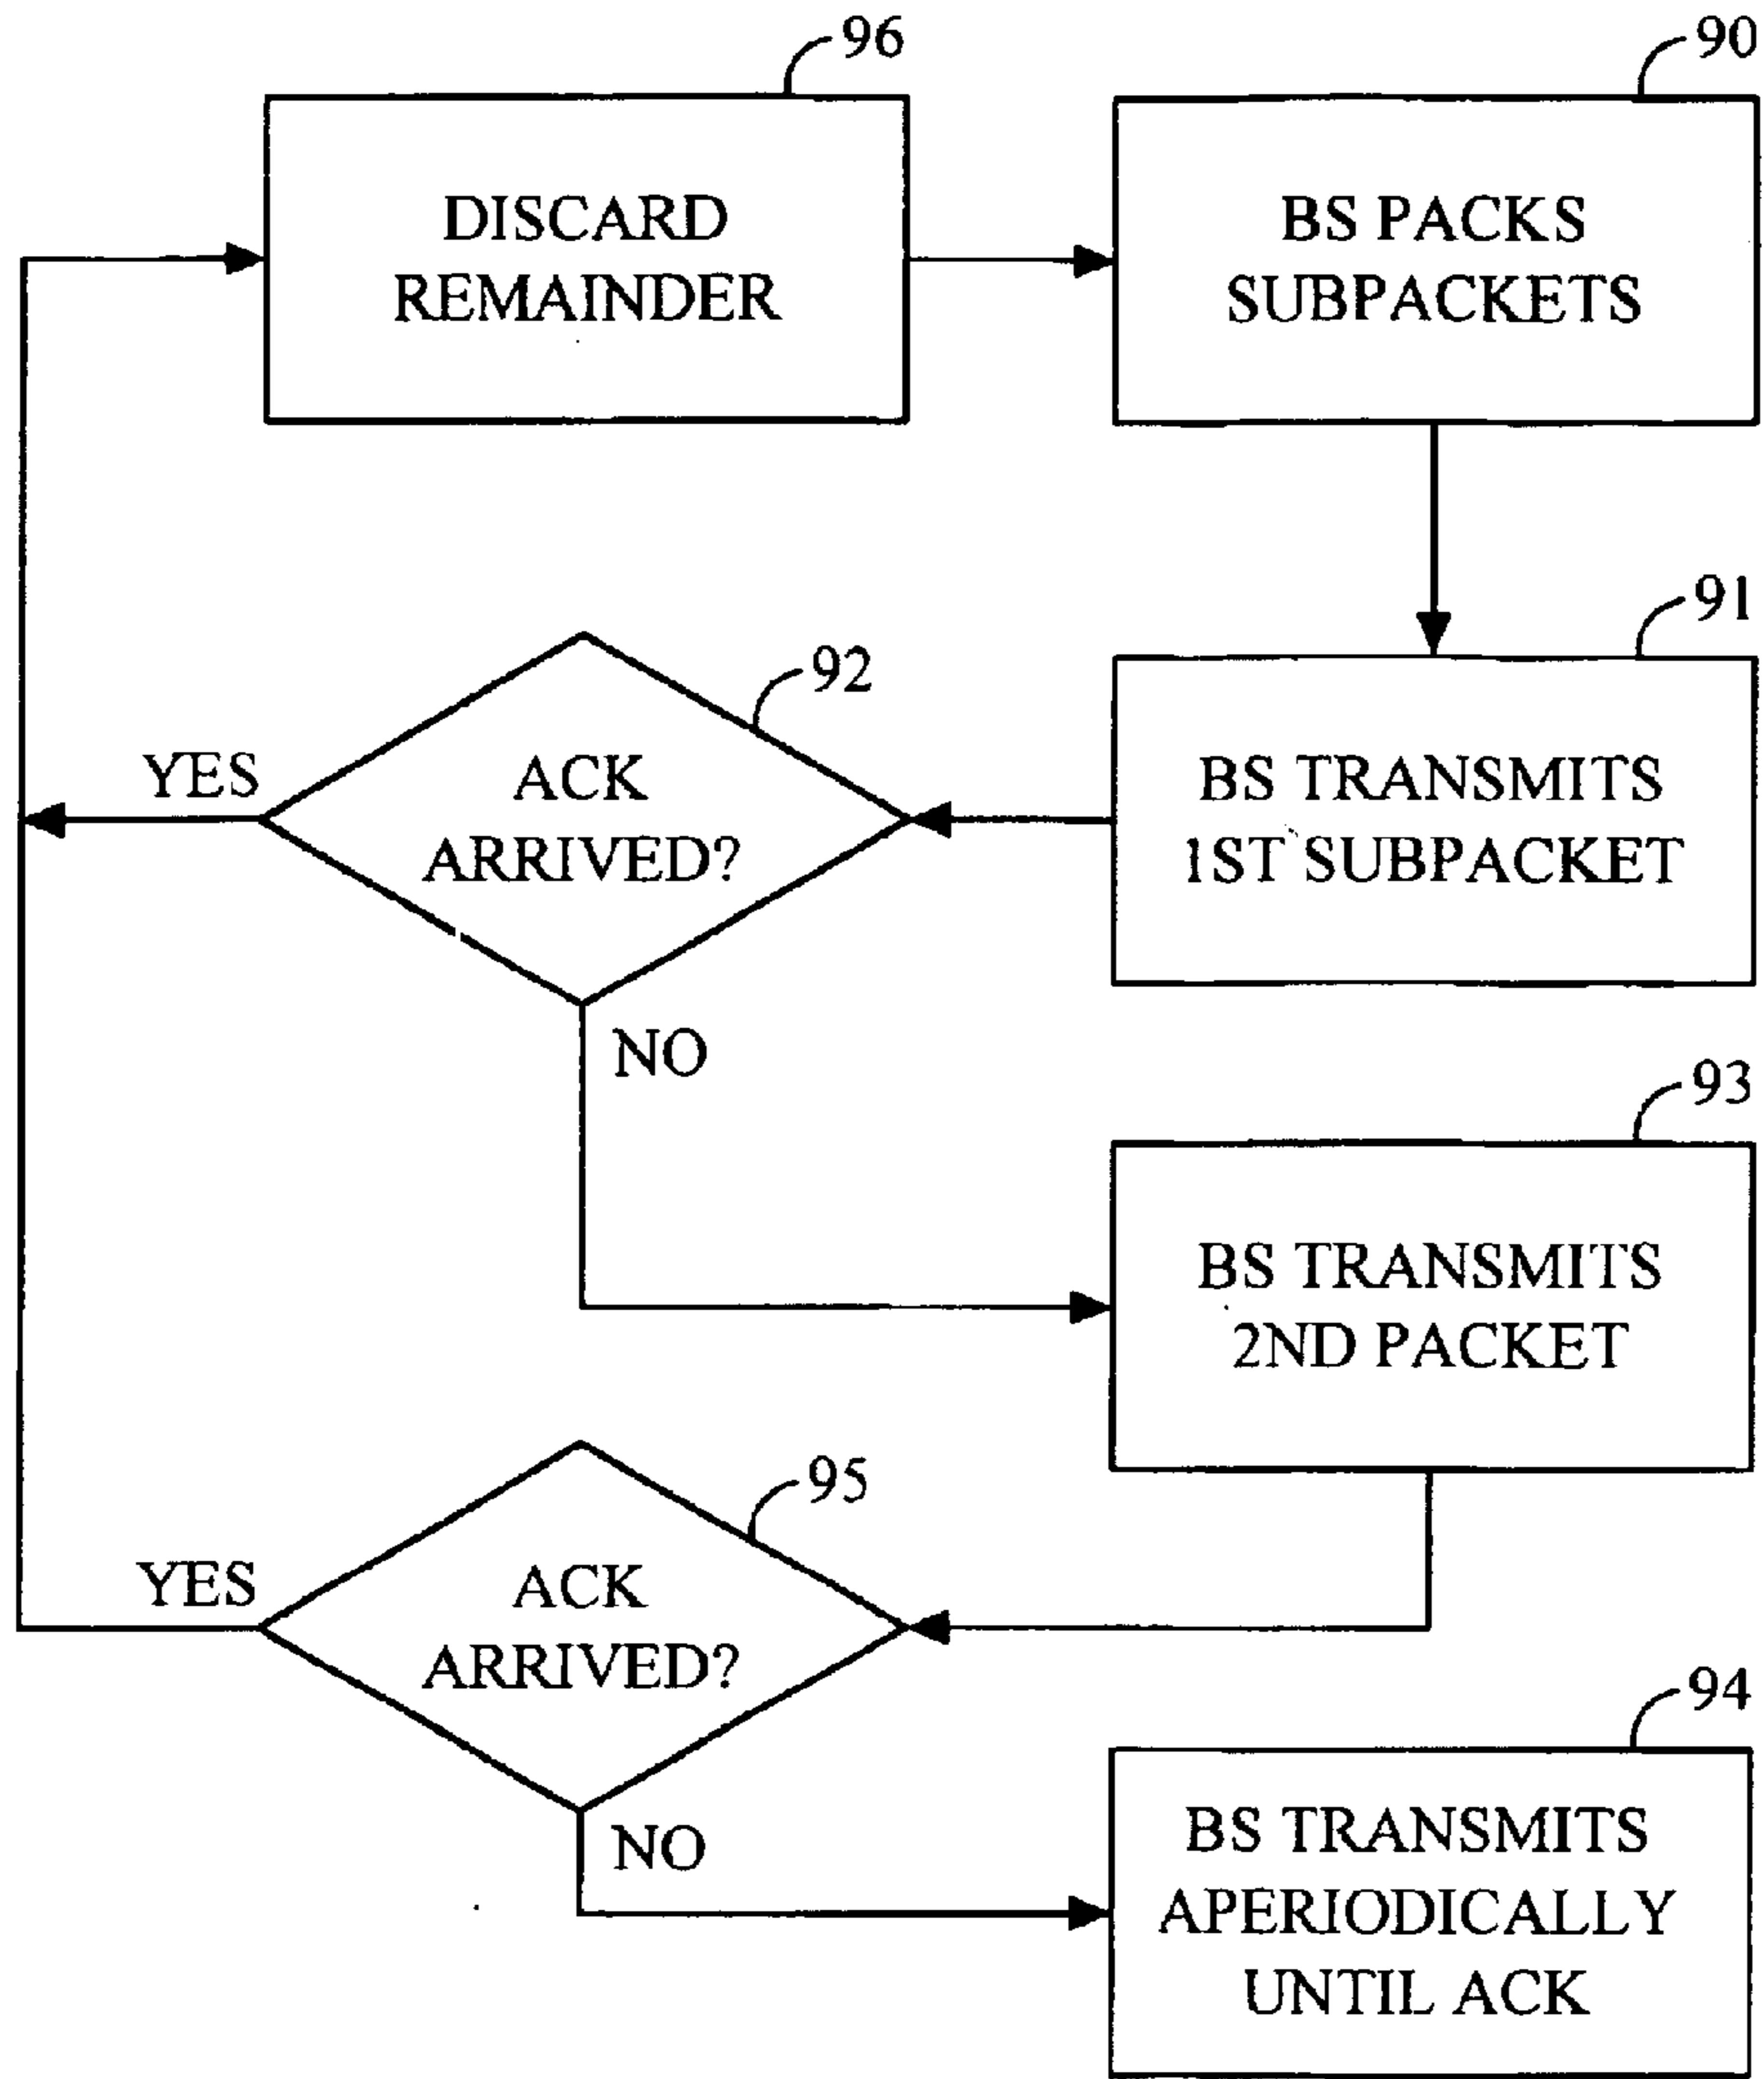 96
DISCARD
REMAINDER
90
BS PACKS
SUBPACKETS
91
BS TRANSMITS
1ST SUBPACKET
92
ACK
ARRIVED?
YES
NO
93
BS TRANSMITS
2ND PACKET
95
ACK
ARRIVED?
YES
NO
94
BS TRANSMITS
APERIODICALLY
UNTIL ACK